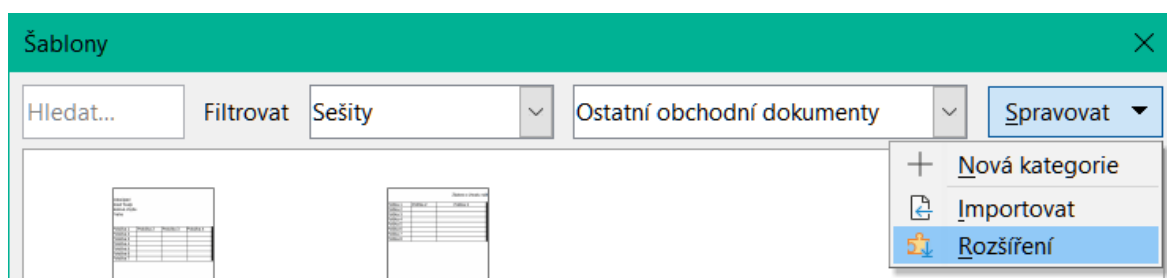 Šablony
Hledat...
Filtrovat
Sešity
Ostatní obchodní dokumenty
Spravovat
Nová kategorie
Importovat
Rozšíření